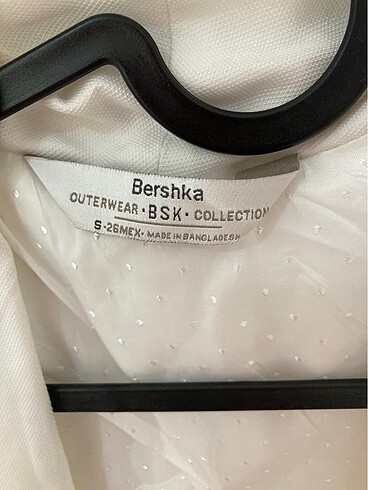 Bershka
OUTERWEAR · BSK · COLLECTION
S-26MEX· MADE IN BANGLADESH